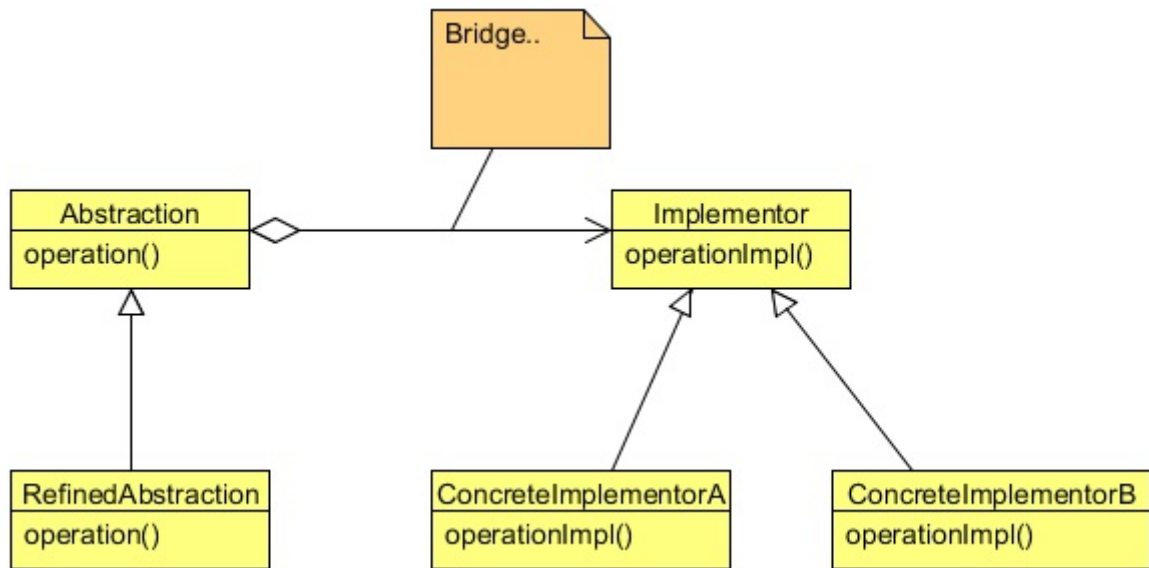 Bridge..
Abstraction
operation()
Implementor
operationImpl()
RefinedAbstraction
operation()
ConcreteImplementorA
operationImpl()
ConcreteImplementorB
operationImpl()